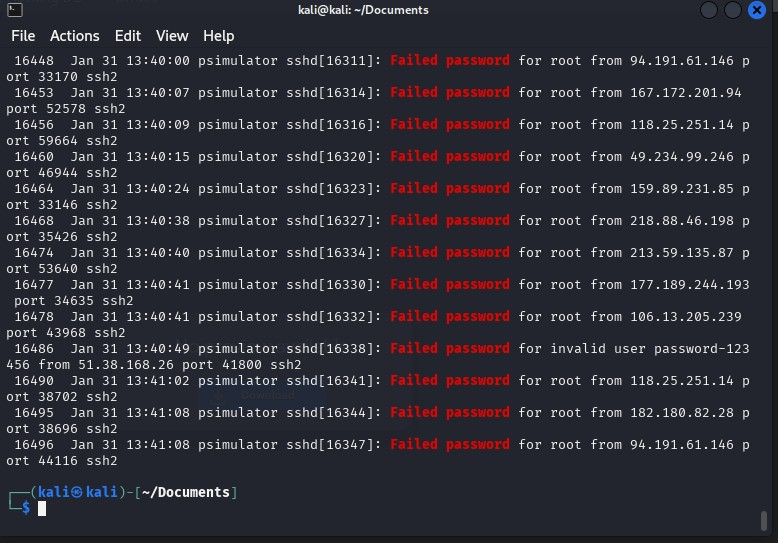 kali@kali: ~/Documents
File Actions Edit View Help
16448 Jan 31 13:40:00 psimulator sshd[16311]: Failed password for root from 94.191.61.146 p
ort 33170 ssh2
16453 Jan 31 13:40:07 psimulator sshd[16314]: Failed password for root from 167.172.201.94
port 52578 ssh2
16456 Jan 31 13:40:09 psimulator sshd[16316]: Failed password for root from 118.25.251.14 p
ort 59664 ssh2
16460 Jan 31 13:40:15 psimulator sshd[16320]: Failed password for root from 49.234.99.246 p
ort 46944 ssh2
16464 Jan 31 13:40:24 psimulator sshd[16323]: Failed password for root from 159.89.231.85 p
ort 33146 ssh2
16468 Jan 31 13:40:38 psimulator sshd[16327]: Failed password for root from 218.88.46.198 p
ort 35426 ssh2
16474 Jan 31 13:40:40 psimulator sshd[16334]: Failed password for root from 213.59.135.87 p
ort 53640 ssh2
16477 Jan 31 13:40:41 psimulator sshd[16330]: Failed password for root from 177.189.244.193
port 34635 ssh2
16478 Jan 31 13:40:41 psimulator sshd[16332]: Failed password for root from 106.13.205.239
port 43968 ssh2
16486 Jan 31 13:40:49 psimulator sshd[16338]: Failed password for invalid user password-123
456 from 51.38.168.26 port 41800 ssh2
16490 Jan 31 13:41:02 psimulator sshd[16341]: Failed password for root from 118.25.251.14 p
ort 38702 ssh2
16495 Jan 31 13:41:08 psimulator sshd[16344]: Failed password for root from 182.180.82.28 p
ort 38696 ssh2
16496 Jan 31 13:41:08 psimulator sshd[16347]: Failed password for root from 94.191.61.146 p
ort 44116 ssh2
┌──(kali㉿kali)-[~/Documents]
└─$